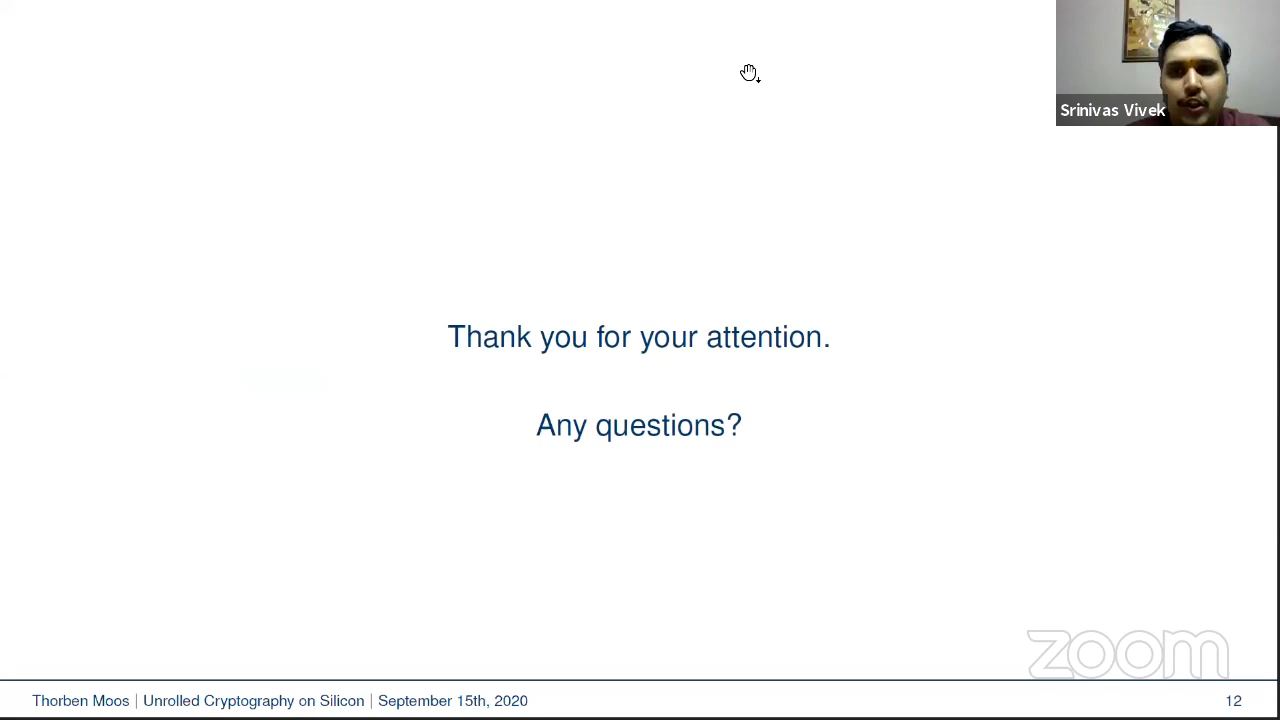 Srinivas Vivek
Thank you for your attention.
Any questions?
zoom
Thorben Moos | Unrolled Cryptography on Silicon | September 15th, 2020
12